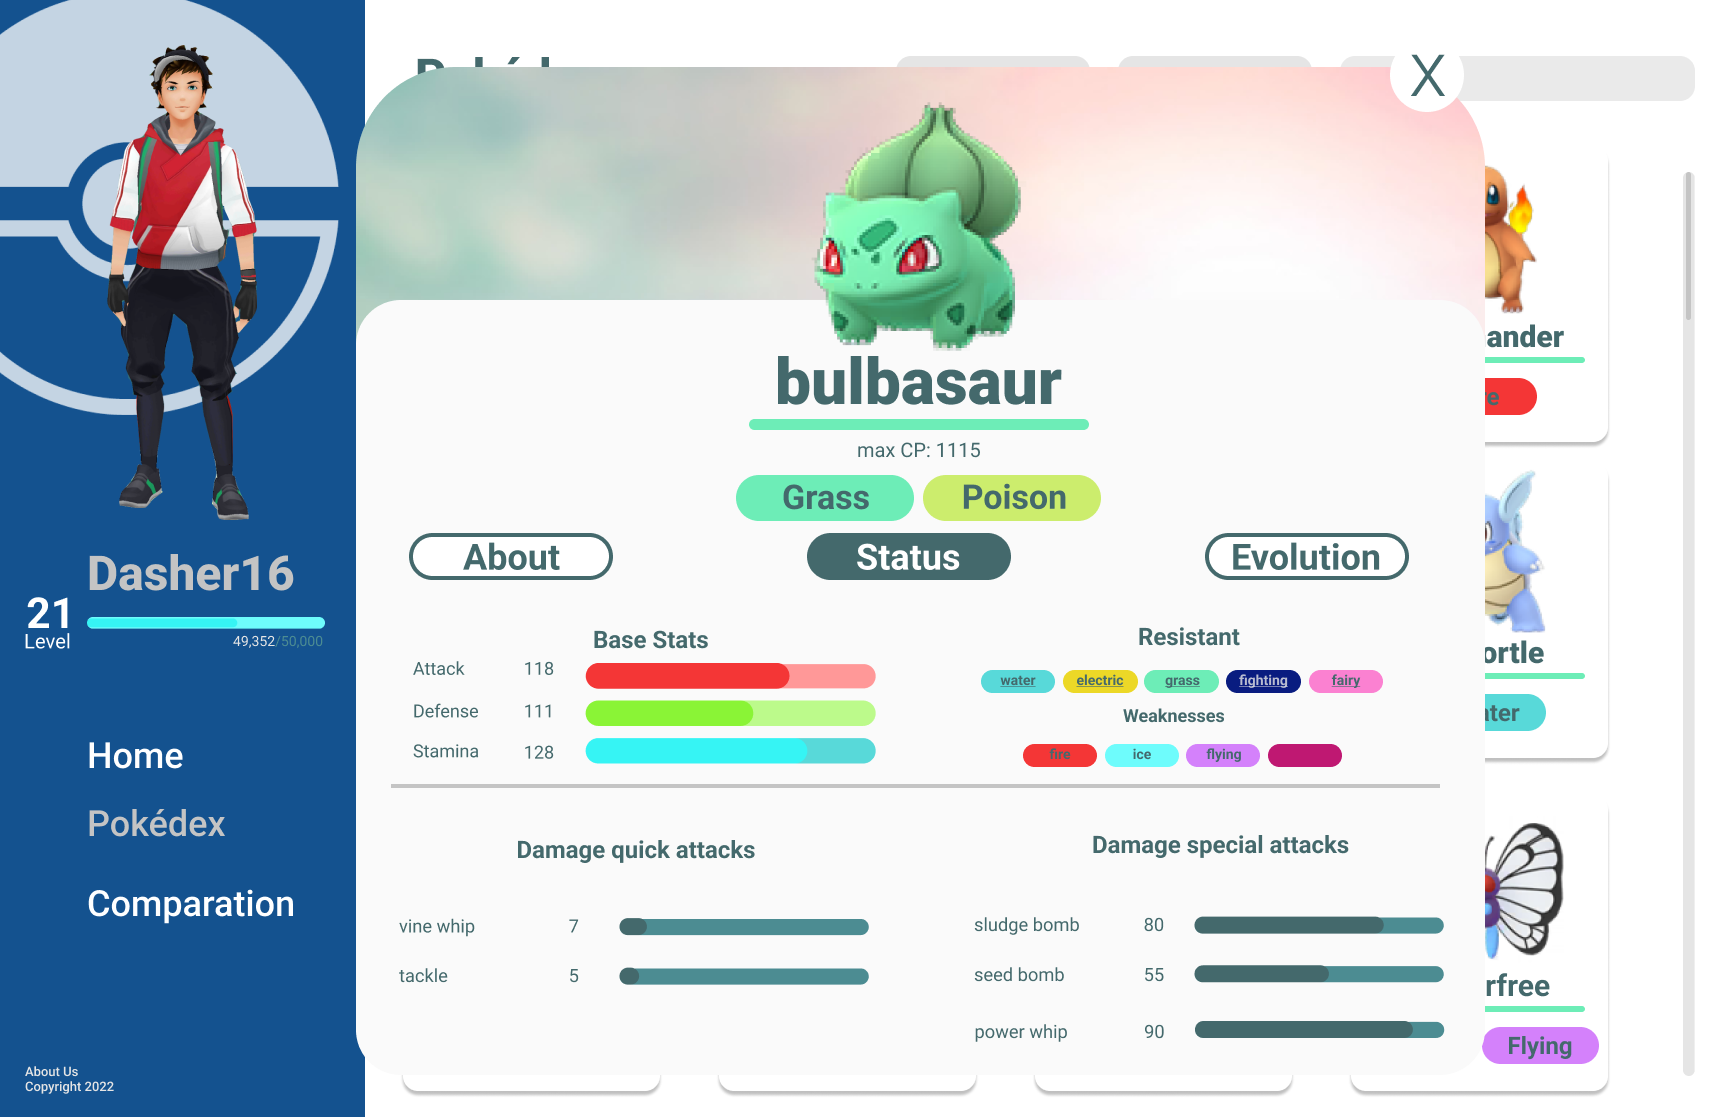 Dasher16
21
Level
49,352/50,000
Home
Pokédex
Comparation
About Us
Copyright 2022
X
bulbasaur
max CP: 1115
Grass
Poison
About
Status
Evolution
Base Stats
Attack 118
Defense 111
Stamina 128
Resistant
water electric grass fighting fairy
Weaknesses
fire ice flying
Damage quick attacks
vine whip 7
tackle 5
Damage special attacks
sludge bomb 80
seed bomb 55
power whip 90
ander
e
ortle
ater
rfree
Flying